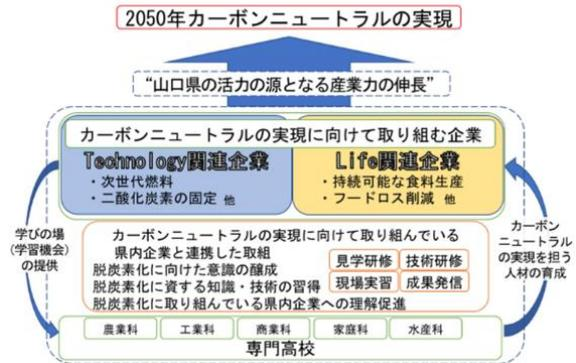 2050年カーボンニュートラルの実現
“山口県の活力の源となる産業力の伸長”
カーボンニュートラルの実現に向けて取り組む企業
Technology関連企業
・次世代燃料
・二酸化炭素の固定 他
Life関連企業
・持続可能な食料生産
・フードロス削減 他
学びの場
(学習機会)
の提供
カーボンニュートラルの実現に向けて取り組んでいる
県内企業と連携した取組
脱炭素化に向けた意識の醸成
脱炭素化に資する知識・技術の習得
脱炭素化に取り組んでいる県内企業への理解促進
見学研修
技術研修
現場実習
成果発信
カーボン
ニュートラル
の実現を担う
人材の育成
農業科
工業科
商業科
家庭科
水産科
専門高校